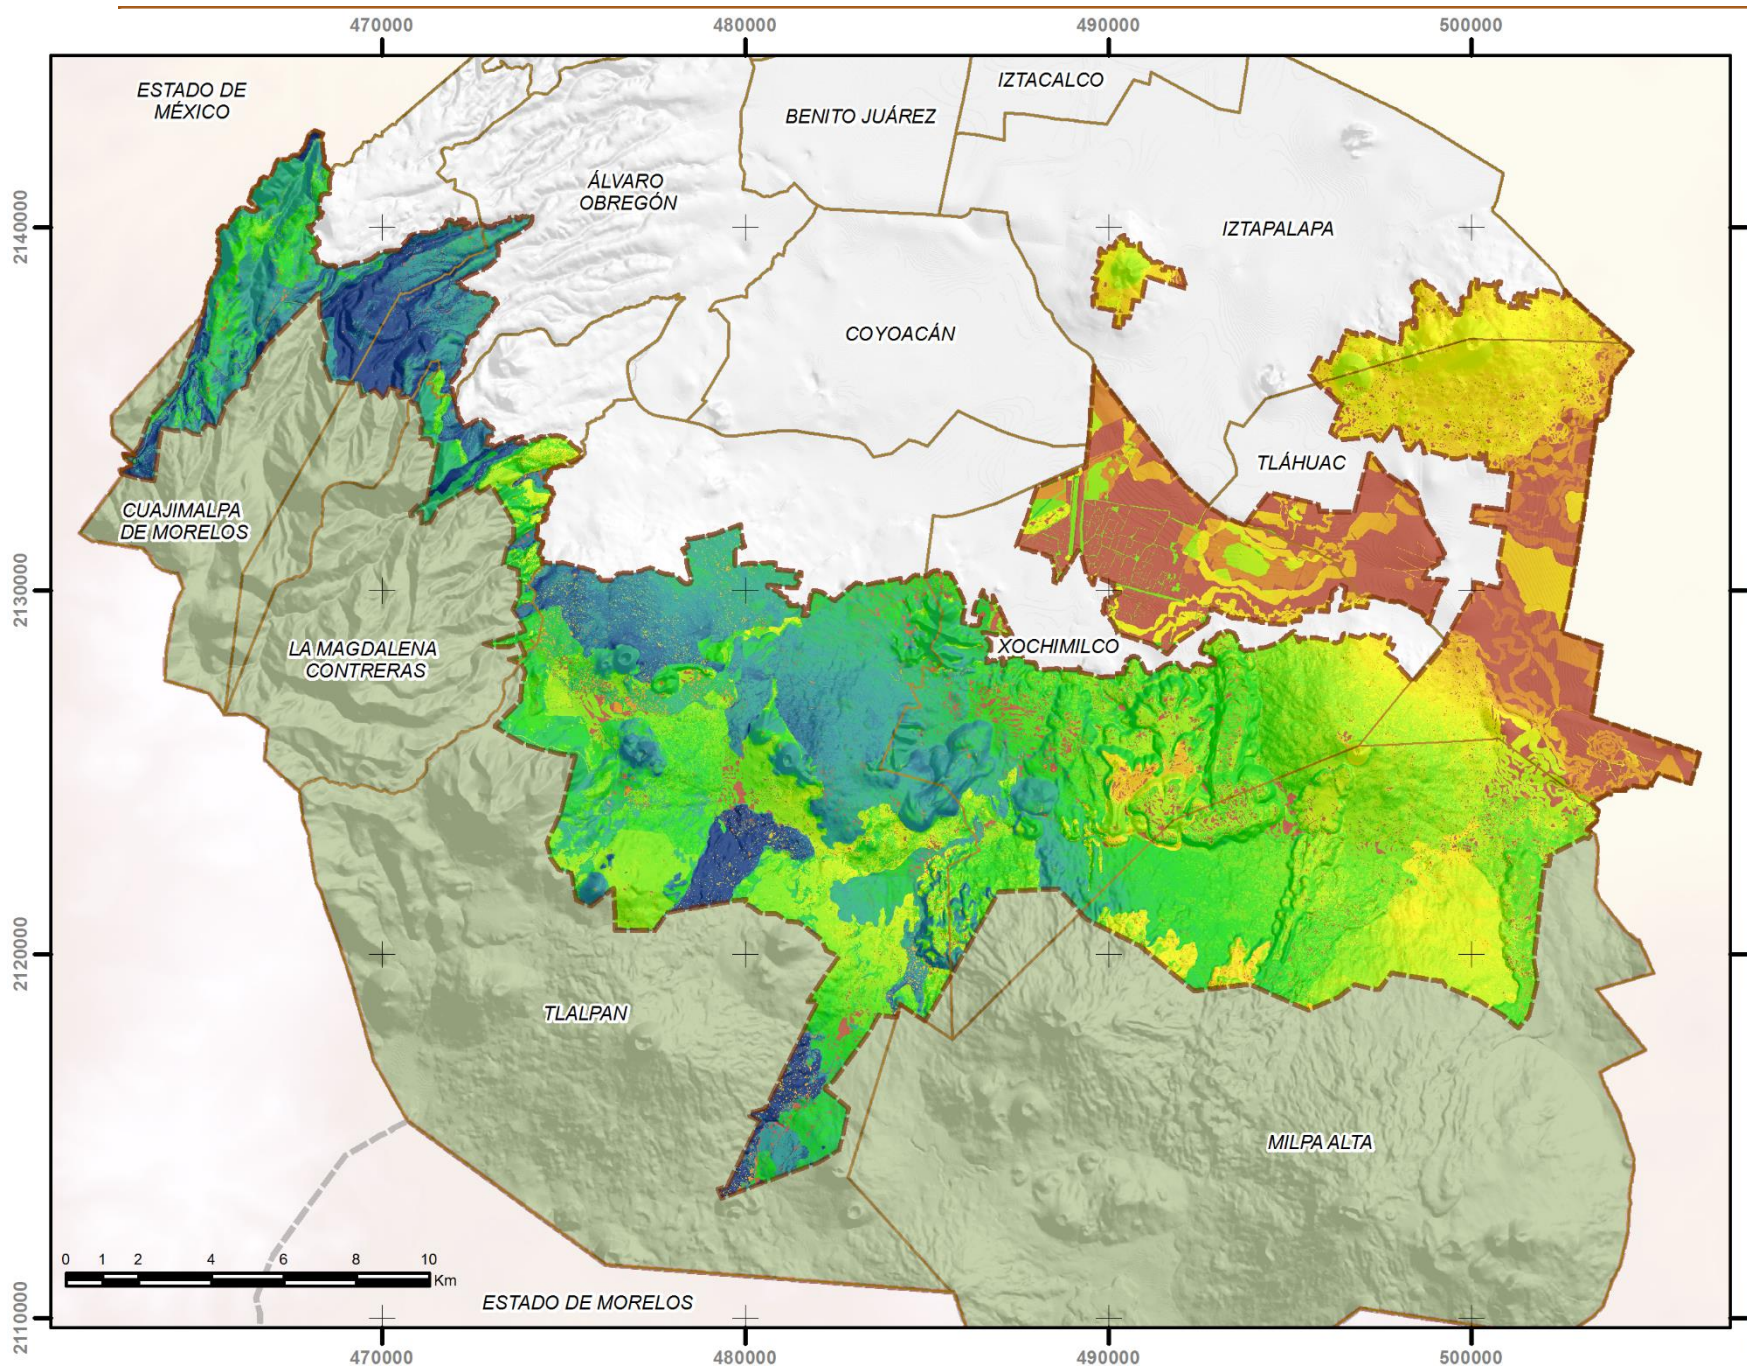 470000
480000
490000
500000
ESTADO DE
MÉXICO
IZTACALCO
BENITO JUÁREZ
ÁLVARO
OBREGÓN
2140000
IZTAPALAPA
COYOACÁN
TLÁHUAC
CUAJIMALPA
DE MORELOS
2130000
LA MAGDALENA
CONTRERAS
XOCHIMILCO
2120000
TLALPAN
MILPA ALTA
0 1 2 4 6 8 10
Km
ESTADO DE MORELOS
2110000
470000
480000
490000
500000